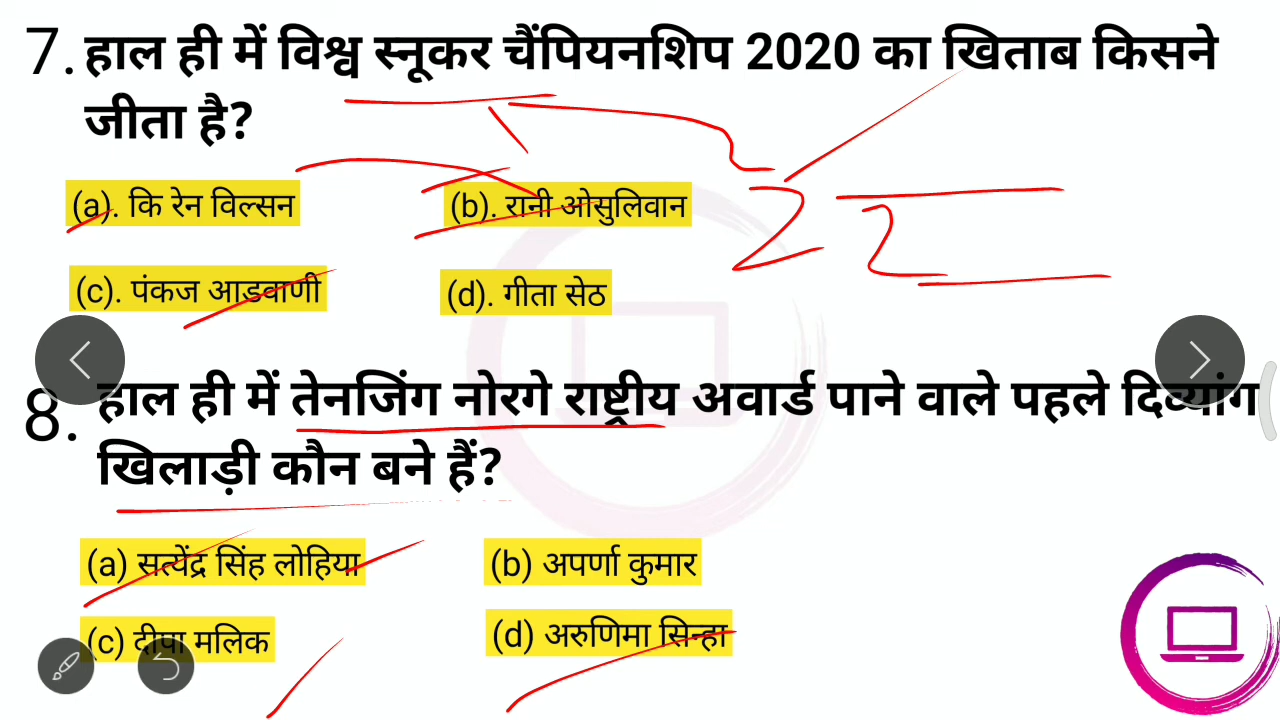 7. हाल ही में विश्व स्नूकर चैंपियनशिप 2020 का खिताब किसने
जीता है?
(a). कि रेन विल्सन (b). रानी ओसुलिवान
(c). पंकज आडवाणी (d). गीता सेठ
8. हाल ही में तेनजिंग नोरगे राष्ट्रीय अवार्ड पाने वाले पहले दिव्यांग
खिलाड़ी कौन बने हैं?
(a) सत्येंद्र सिंह लोहिया (b) अपर्णा कुमार
(c) दीपा मलिक (d) अरुणिमा सिन्हा